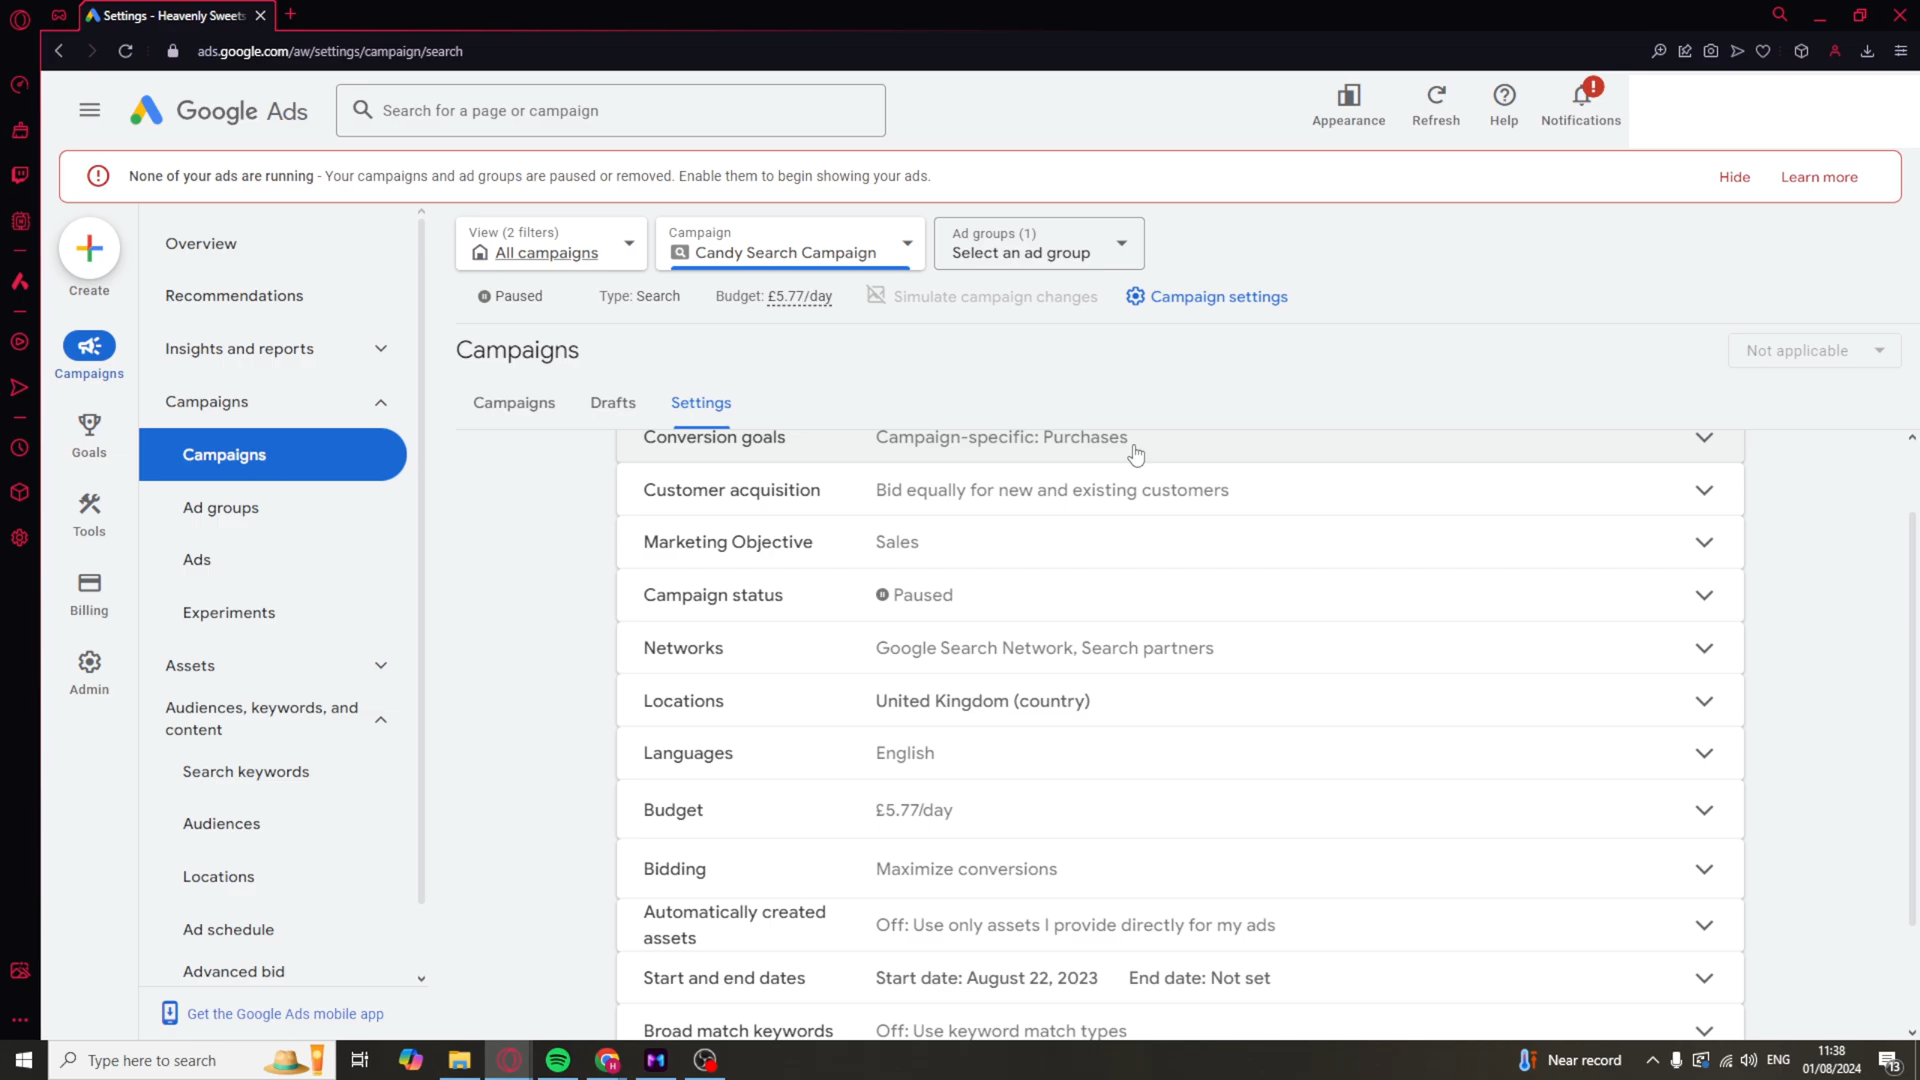 Settings - Heavenly Sweets
ads.google.com/aw/settings/campaign/search
Google Ads
Search for a page or campaign
Appearance
Refresh
Help
Notifications
None of your ads are running - Your campaigns and ad groups are paused or removed. Enable them to begin showing your ads.
Hide
Learn more
Create
Campaigns
Goals
Tools
Billing
Admin
Overview
Recommendations
Insights and reports
Campaigns
Campaigns
Ad groups
Ads
Experiments
Assets
Audiences, keywords, and
content
Search keywords
Audiences
Locations
Ad schedule
Advanced bid
Get the Google Ads mobile app
View (2 filters)
All campaigns
Campaign
Candy Search Campaign
Ad groups (1)
Select an ad group
Paused
Type: Search
Budget: £5.77/day
Simulate campaign changes
Campaign settings
Campaigns
Not applicable
Campaigns
Drafts
Settings
Conversion goals Campaign-specific: Purchases
Customer acquisition Bid equally for new and existing customers
Marketing Objective Sales
Campaign status Paused
Networks Google Search Network, Search partners
Locations United Kingdom (country)
Languages English
Budget £5.77/day
Bidding Maximize conversions
Automatically created
assets
Off: Use only assets I provide directly for my ads
Start and end dates Start date: August 22, 2023 End date: Not set
Broad match keywords Off: Use keyword match types
Type here to search
Near record
ENG
11:38
01/08/2024
13